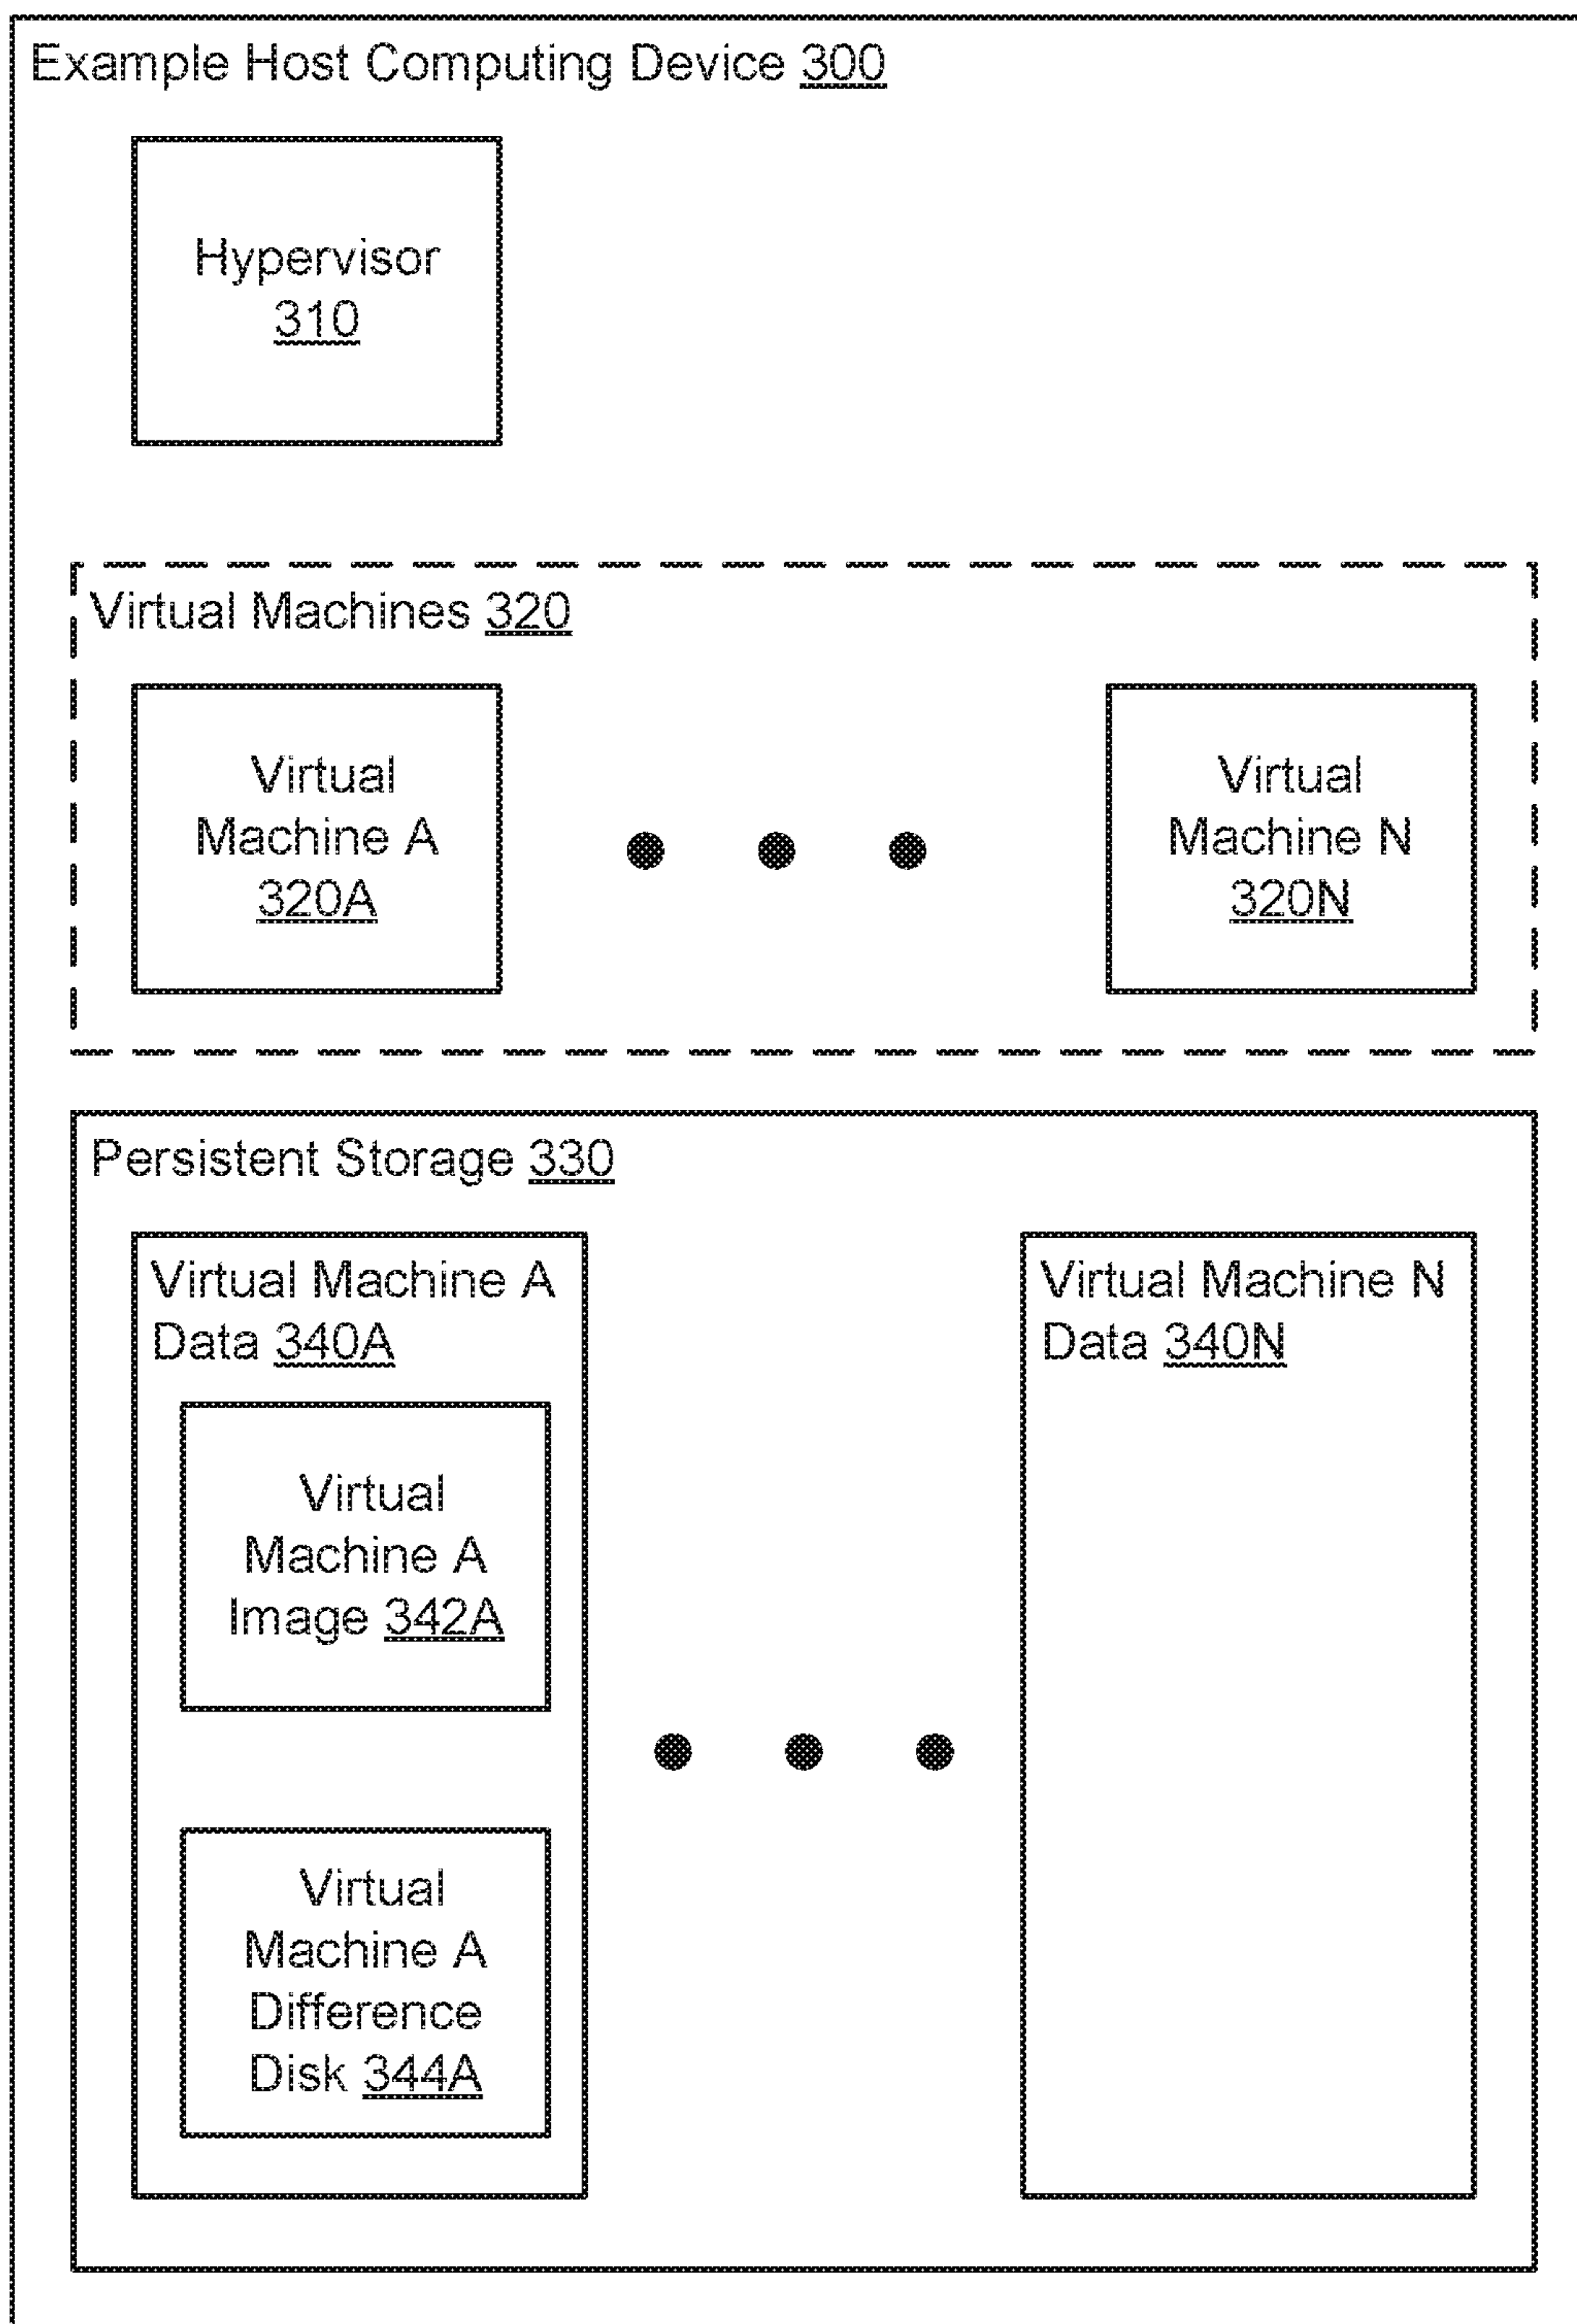 Example Host Computing Device 300
Hypervisor
310
Virtual Machines 320
Virtual
Machine A
320A
Virtual
Machine N
320N
Persistent Storage 330
Virtual Machine A
Data 340A
Virtual
Machine A
Image 342A
Virtual
Machine A
Difference
Disk 344A
Virtual Machine N
Data 340N